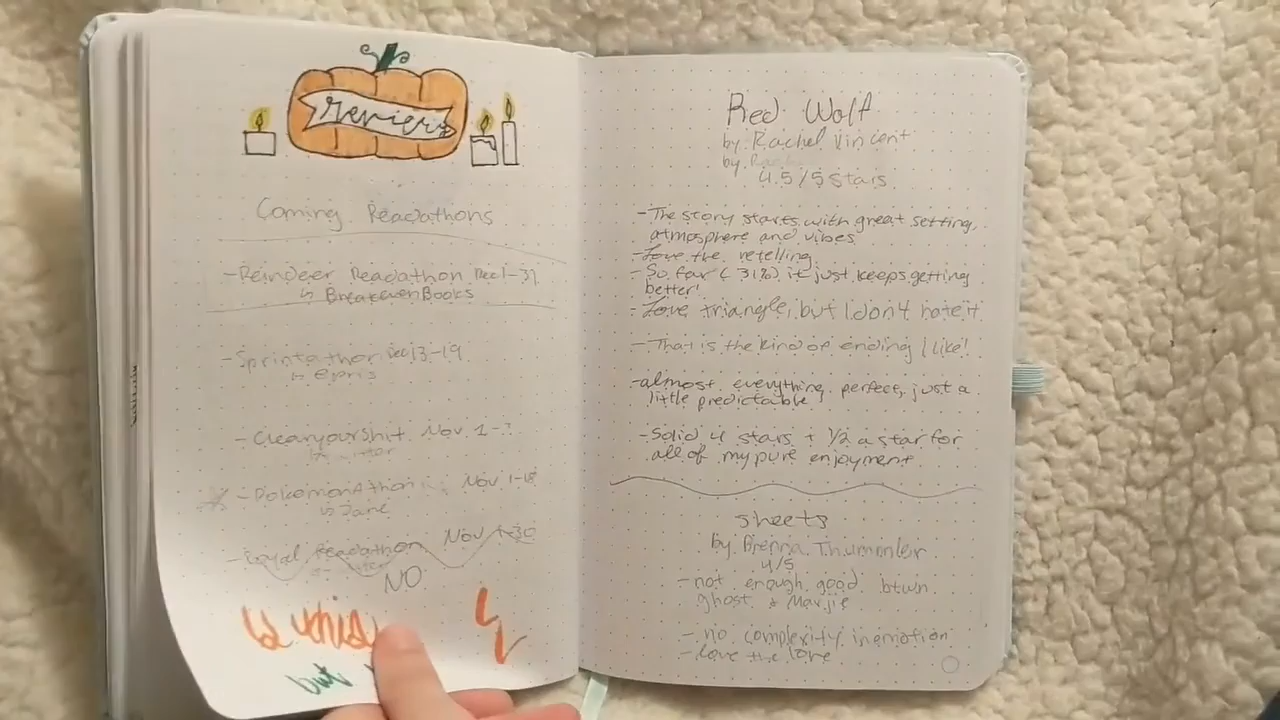 reviews
Coming Readathons
-Reindeer Readathon Dec 1-31
↳ BreakevenBooks
-Sprintathon Dec 13-19
↳ epris
-Clearyourshit Nov 1-?
-PokemonAthon Nov 1-18
↳ Jane
-Loyal Readathon Nov 1-30
NO
but
Red Wolf
by: Rachel Vincent
by:
4.5/5 Stars
-The story starts with great setting,
atmosphere and vibes
-Love the retelling
-So far (31%) it just keeps getting
better!
-Love triangle, but I don't hate it
-That is the kind of ending I like!
-almost everything perfect, just a
little predictable
-Solid 4 stars + 1/2 a star for
all of my pure enjoyment
Sheets
by: Brenna Thummler
4/5
-not enough good btwn
ghost & Marjie
-no complexity in emotion
-love the lore